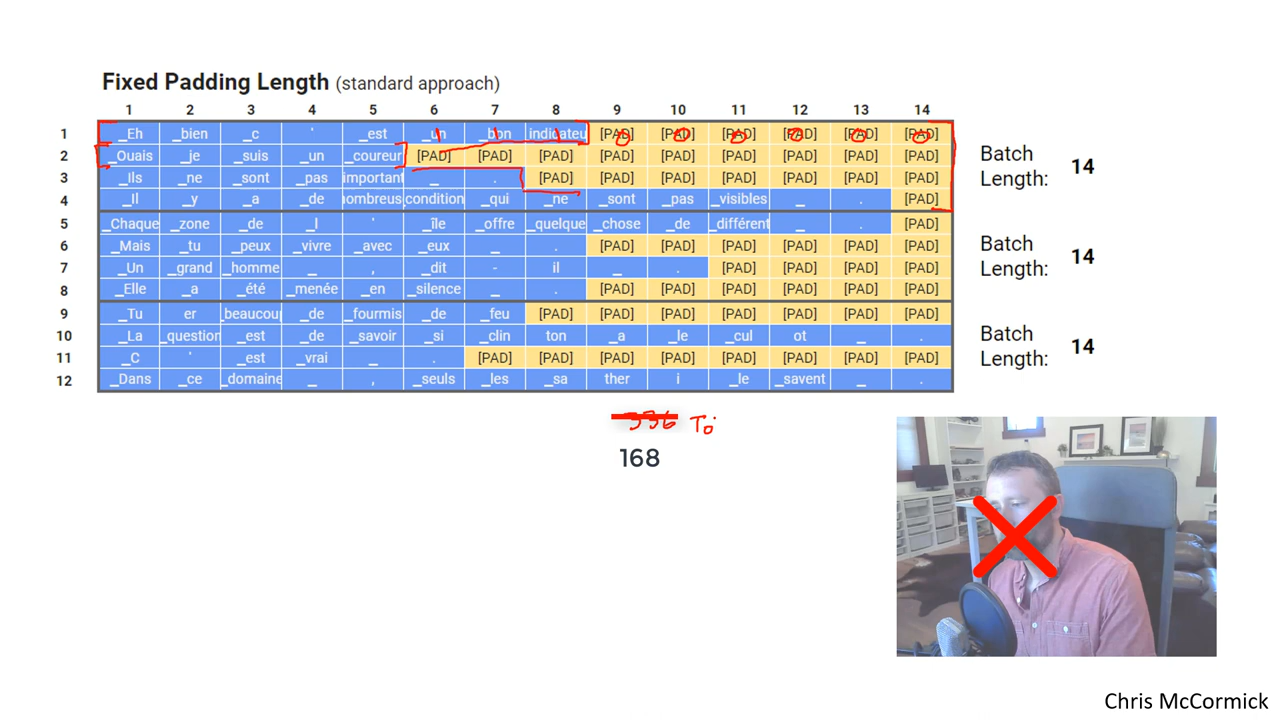 Fixed Padding Length (standard approach)
1 2 3 4 5 6 7 8 9 10 11 12 13 14
1 _Eh _bien _c ' _est _un _bon indicateu [PAD] [PAD] [PAD] [PAD] [PAD] [PAD]
2 _Ouais _je _suis _un _coureur [PAD] [PAD] [PAD] [PAD] [PAD] [PAD] [PAD] [PAD] [PAD]
3 _Ils _ne _sont _pas important _ . [PAD] [PAD] [PAD] [PAD] [PAD] [PAD] [PAD]
4 _Il _y _a _de nombreus condition _qui _ne _sont _pas _visibles _ . [PAD]
Batch
Length: 14
5 _Chaque _zone _de _l ' _île _offre _quelque _chose _de _différent _ . [PAD]
6 _Mais _tu _peux _vivre _avec _eux _ . [PAD] [PAD] [PAD] [PAD] [PAD] [PAD]
7 _Un _grand _homme _ , _dit - il _ . [PAD] [PAD] [PAD] [PAD]
8 _Elle _a _été _menée _en _silence _ . [PAD] [PAD] [PAD] [PAD] [PAD] [PAD]
Batch
Length: 14
9 _Tu er _beaucou _de _fourmis _de _feu [PAD] [PAD] [PAD] [PAD] [PAD] [PAD] [PAD]
10 _La _question _est _de _savoir _si _clin ton _a _le _cul ot _ .
11 _C ' _est _vrai _ . [PAD] [PAD] [PAD] [PAD] [PAD] [PAD] [PAD] [PAD]
12 _Dans _ce _domaine _ , _seuls _les _sa ther i _le _savent _ .
Batch
Length: 14
336 To
168
Chris McCormick